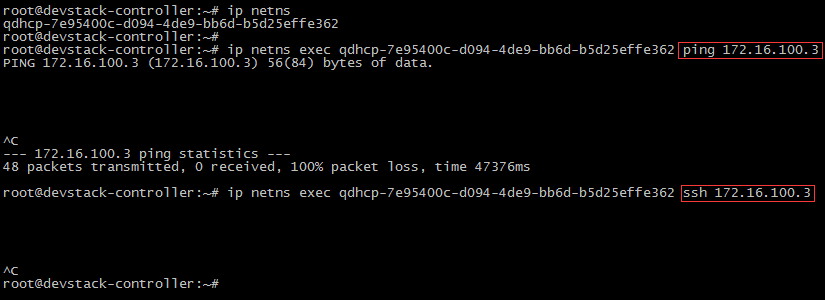 root@devstack-controller:~# ip netns
qdhcp-7e95400c-d094-4de9-bb6d-b5d25effe362
root@devstack-controller:~#
root@devstack-controller:~# ip netns exec qdhcp-7e95400c-d094-4de9-bb6d-b5d25effe362 ping 172.16.100.3
PING 172.16.100.3 (172.16.100.3) 56(84) bytes of data.
^C
--- 172.16.100.3 ping statistics ---
48 packets transmitted, 0 received, 100% packet loss, time 47376ms
root@devstack-controller:~# ip netns exec qdhcp-7e95400c-d094-4de9-bb6d-b5d25effe362 ssh 172.16.100.3
^C
root@devstack-controller:~#